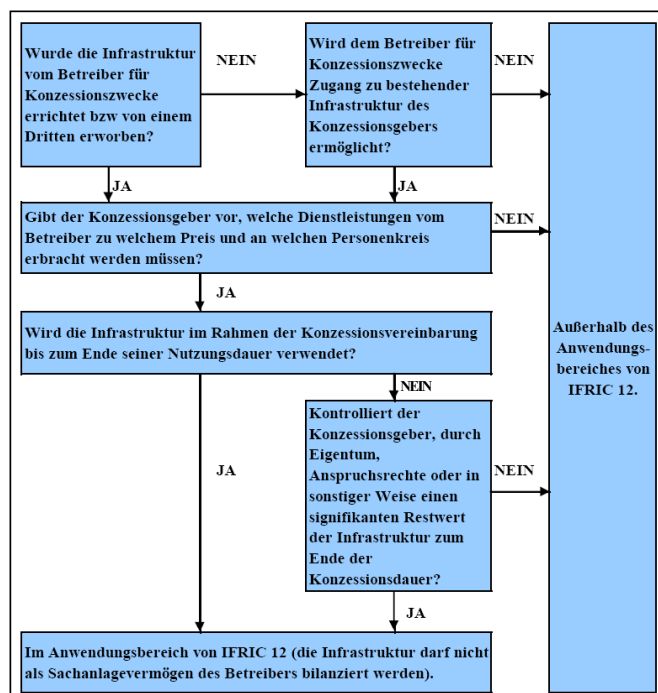 Wurde die Infrastruktur
vom Betreiber für
Konzessionszwecke
errichtet bzw von einem
Dritten erworben?
NEIN
Wird dem Betreiber für
Konzessionszwecke
Zugang zu bestehender
Infrastruktur des
Konzessionsgebers
ermöglicht?
NEIN
JA
JA
Gibt der Konzessionsgeber vor, welche Dienstleistungen vom
Betreiber zu welchem Preis und an welchen Personenkreis
erbracht werden müssen?
NEIN
JA
Wird die Infrastruktur im Rahmen der Konzessionsvereinbarung
bis zum Ende seiner Nutzungsdauer verwendet?
NEIN
JA
Kontrolliert der
Konzessionsgeber, durch
Eigentum,
Anspruchsrechte oder in
sonstiger Weise einen
signifikanten Restwert
der Infrastruktur zum
Ende der
Konzessionsdauer?
NEIN
JA
Im Anwendungsbereich von IFRIC 12 (die Infrastruktur darf nicht
als Sachanlagevermögen des Betreibers bilanziert werden).
Außerhalb des
Anwendungs-
bereiches von
IFRIC 12.